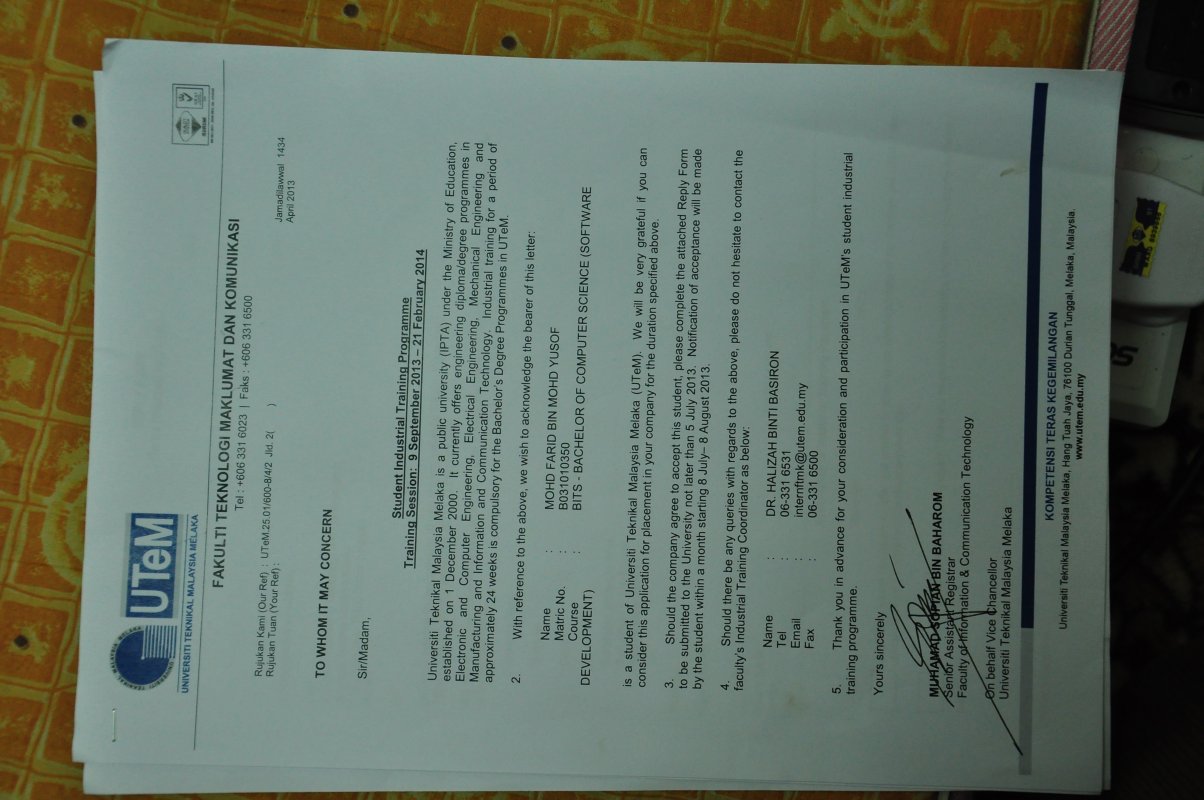 UTeM
UNIVERSITI TEKNIKAL MALAYSIA MELAKA
FAKULTI TEKNOLOGI MAKLUMAT DAN KOMUNIKASI
Tel : +606 331 6023 | Faks : +606 331 6500
Rujukan Kami (Our Ref) : UTeM.25.01/600-8/4/2 Jld. 2( )
Rujukan Tuan (Your Ref) :
Jamadilawwal 1434
April 2013
TO WHOM IT MAY CONCERN
Sir/Madam,
Student Industrial Training Programme
Training Session: 9 September 2013 – 21 February 2014
Universiti Teknikal Malaysia Melaka is a public university (IPTA) under the Ministry of Education,
established on 1 December 2000. It currently offers engineering diploma/degree programmes in
Electronic and Computer Engineering, Electrical Engineering, Mechanical Engineering and
Manufacturing and Information and Communication Technology. Industrial training for a period of
approximately 24 weeks is compulsory for the Bachelor's Degree Programmes in UTeM.
2. With reference to the above, we wish to acknowledge the bearer of this letter:
Name : MOHD FARID BIN MOHD YUSOF
Matric No. : B031010350
Course : BITS - BACHELOR OF COMPUTER SCIENCE (SOFTWARE
DEVELOPMENT)
is a student of Universiti Teknikal Malaysia Melaka (UTeM). We will be very grateful if you can
consider this application for placement in your company for the duration specified above.
3. Should the company agree to accept this student, please complete the attached Reply Form
to be submitted to the University not later than 5 July 2013. Notification of acceptance will be made
by the student within a month starting 8 July– 8 August 2013.
4. Should there be any queries with regards to the above, please do not hesitate to contact the
faculty's Industrial Training Coordinator as below:
Name : DR. HALIZAH BINTI BASIRON
Tel : 06-331 6531
Email : internftmk@utem.edu.my
Fax : 06-331 6500
5. Thank you in advance for your consideration and participation in UTeM's student industrial
training programme.
Yours sincerely
MUHAMAD SOPIAN BIN BAHAROM
Senior Assistant Registrar
Faculty of Information & Communication Technology
On behalf Vice Chancellor
Universiti Teknikal Malaysia Melaka
KOMPETENSI TERAS KEGEMILANGAN
Universiti Teknikal Malaysia Melaka, Hang Tuah Jaya, 76100 Durian Tunggal, Melaka, Malaysia.
www.utem.edu.my